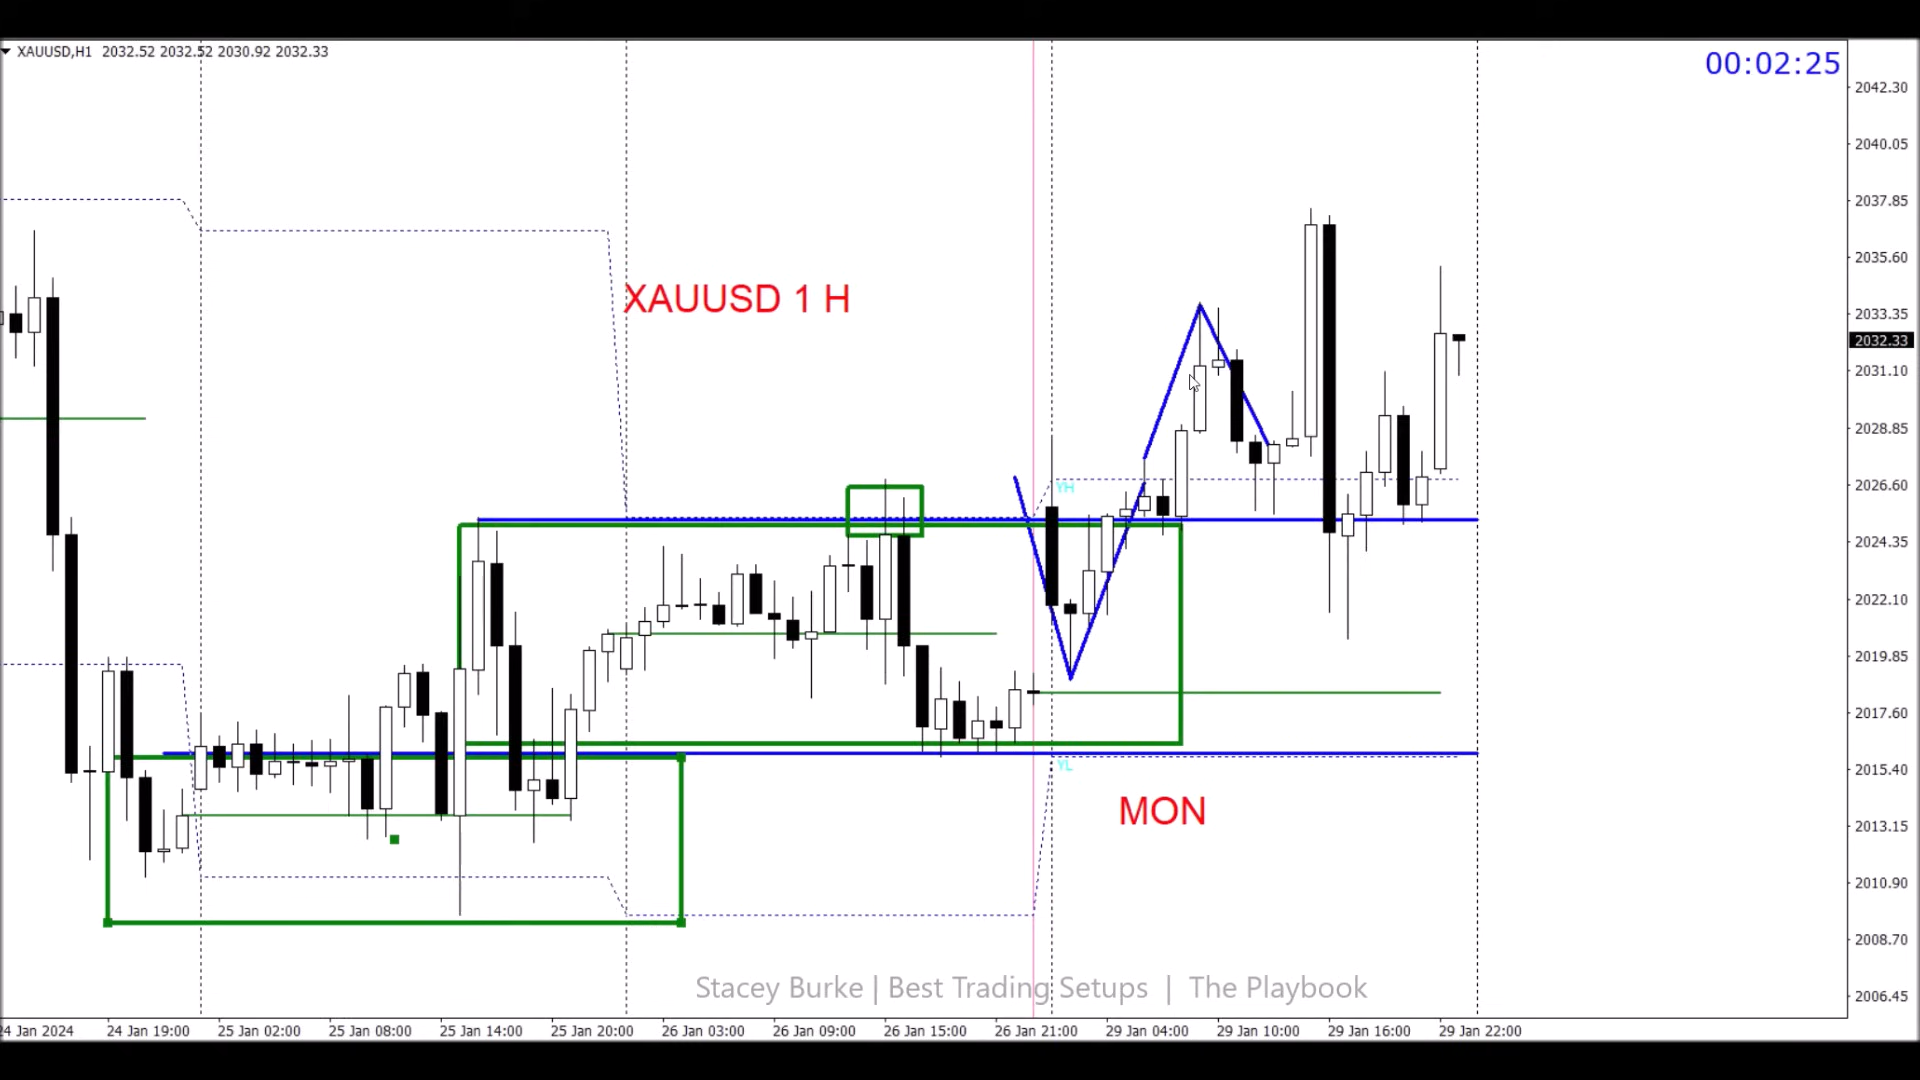 XAUUSD,H1 2032.52 2032.52 2030.92 2032.33
00:02:25
2042.30
2040.05
2037.85
2035.60
XAUUSD 1 H
2033.35
2032.33
2031.10
2028.85
YH
2026.60
2024.35
2022.10
2019.85
2017.60
YL
2015.40
MON
2013.15
2010.90
2008.70
Stacey Burke | Best Trading Setups | The Playbook
2006.45
24 Jan 2024 24 Jan 19:00 25 Jan 02:00 25 Jan 08:00 25 Jan 14:00 25 Jan 20:00 26 Jan 03:00 26 Jan 09:00 26 Jan 15:00 26 Jan 21:00 29 Jan 04:00 29 Jan 10:00 29 Jan 16:00 29 Jan 22:00